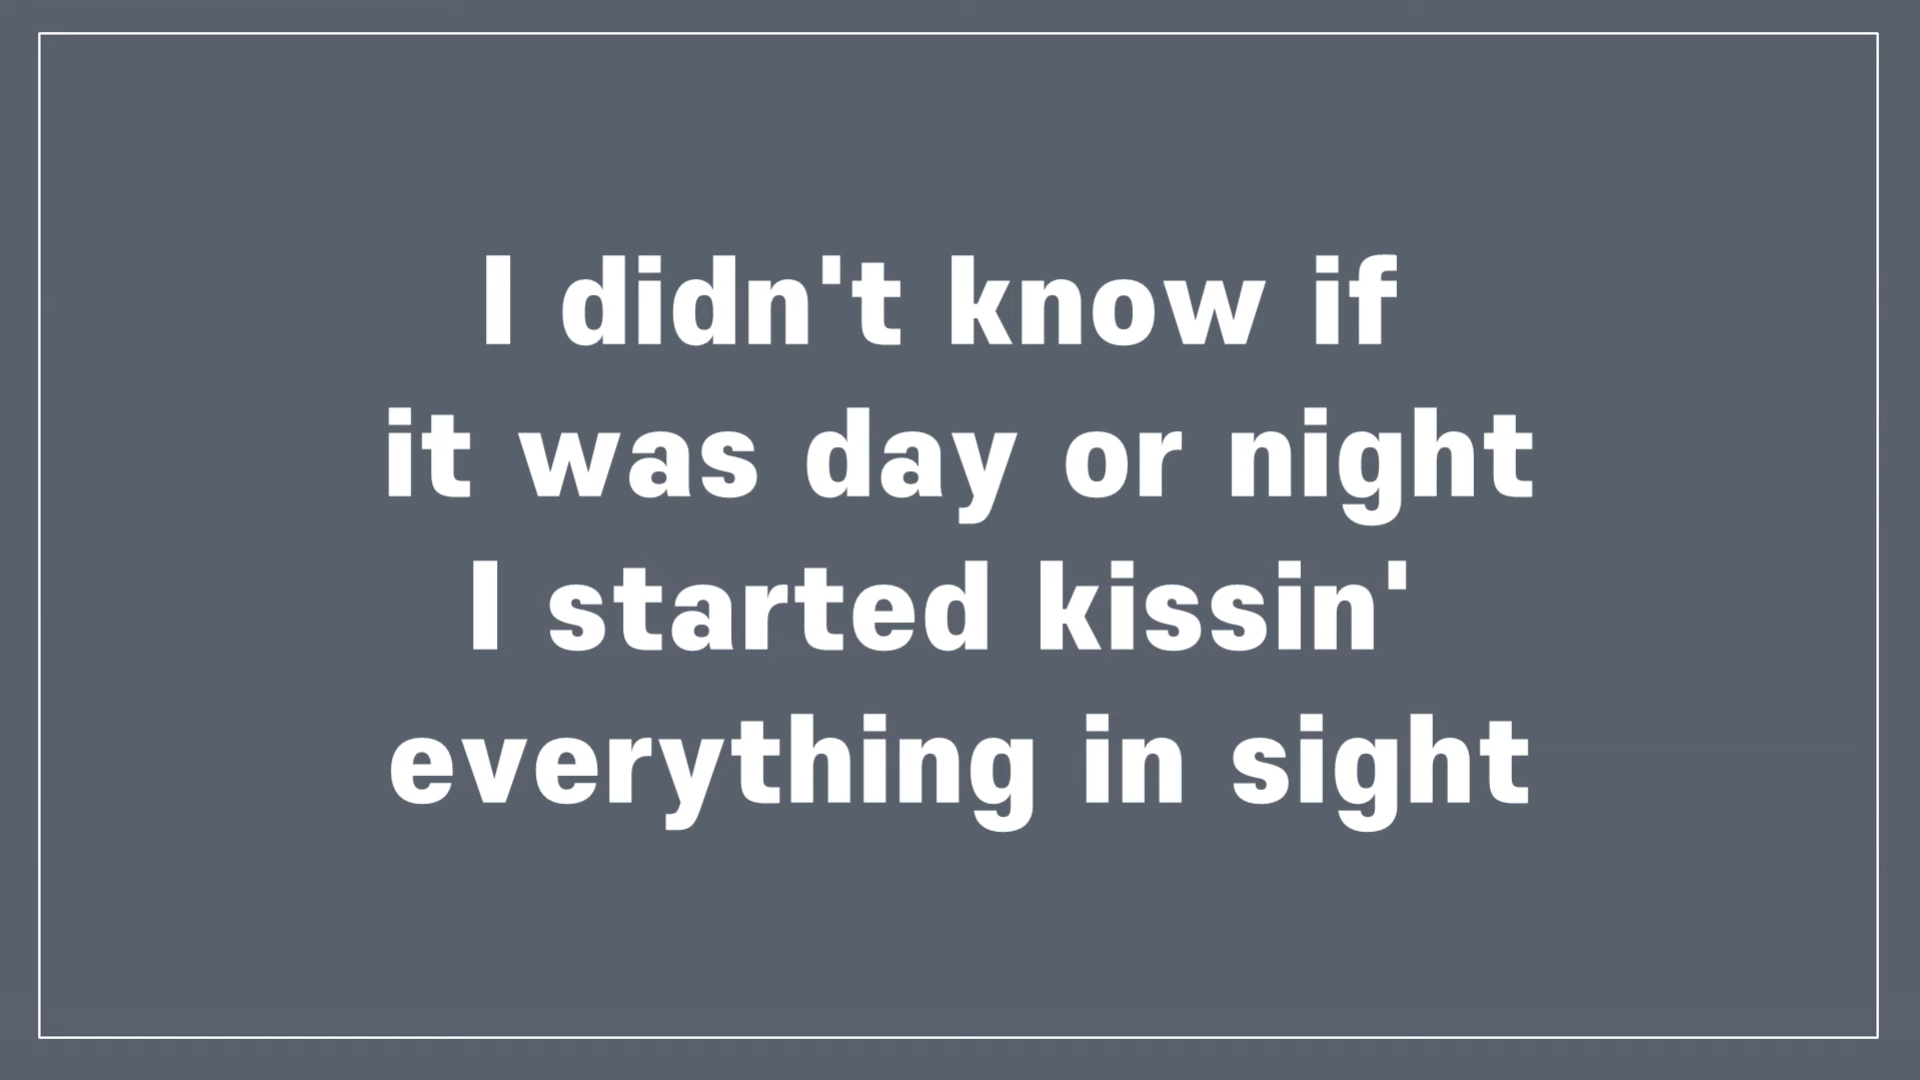 I didn't know if
it was day or night
I started kissin'
everything in sight